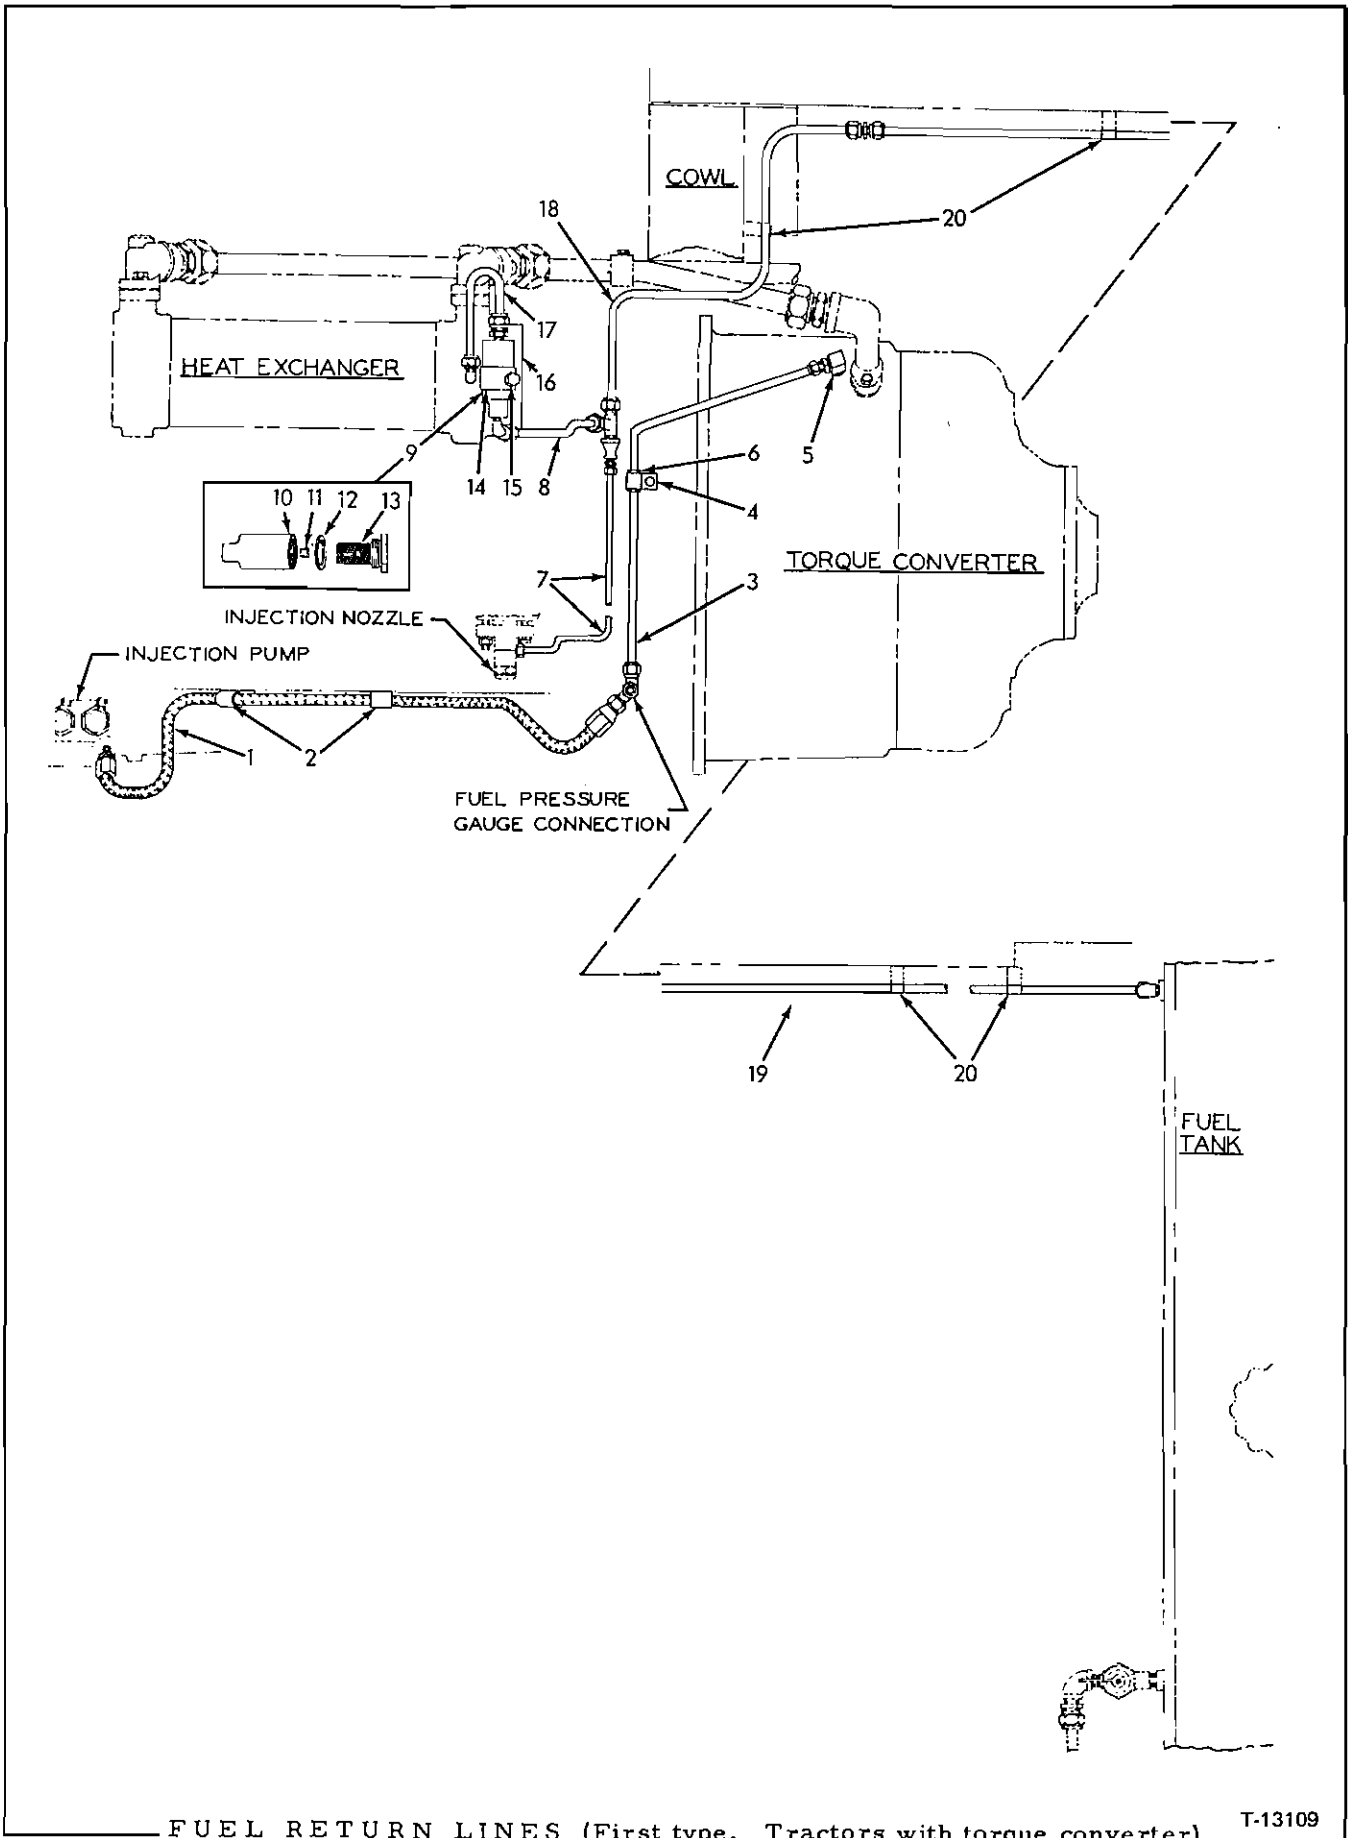 COWL
18
20
17
HEAT EXCHANGER
16
9
14 15 8
6
5
4
10 11 12 13
TORQUE CONVERTER
7
3
INJECTION NOZZLE
INJECTION PUMP
1
2
FUEL PRESSURE
GAUGE CONNECTION
19
20
FUEL
TANK
T-13109
FUEL RETURN LINES (First type. Tractors with torque converter)